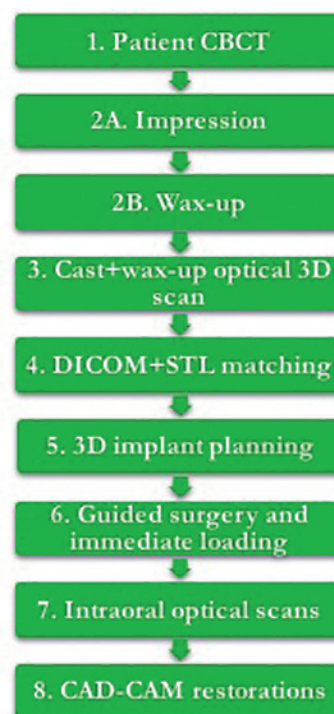 1. Patient CBCT
2A. Impression
2B. Wax-up
3. Cast+wax-up optical 3D
scan
4. DICOM+STL matching
5. 3D implant planning
6. Guided surgery and
immediate loading
7. Intraoral optical scans
8. CAD-CAM restorations